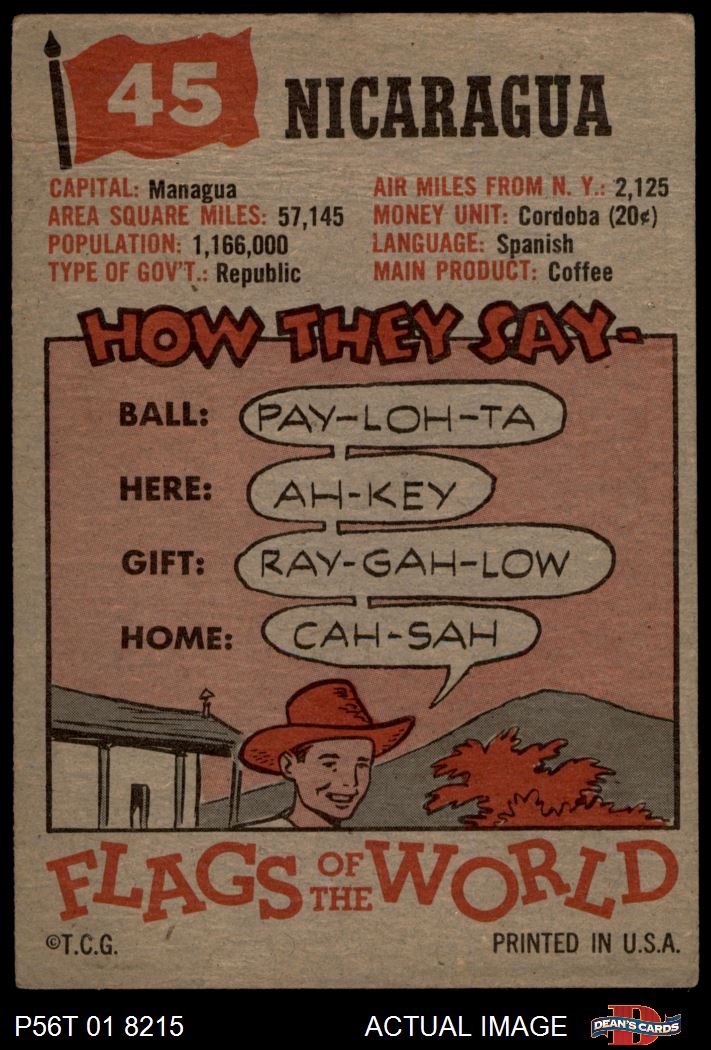 45
NICARAGUA
CAPITAL: Managua
AREA SQUARE MILES: 57,145
POPULATION: 1,166,000
TYPE OF GOV'T.: Republic
AIR MILES FROM N. Y.: 2,125
MONEY UNIT: Cordoba (20¢)
LANGUAGE: Spanish
MAIN PRODUCT: Coffee
HOW THEY SAY-
BALL: PAY-LOH-TA
HERE: AH-KEY
GIFT: RAY-GAH-LOW
HOME: CAH-SAH
FLAGS OF THE WORLD
©T.C.G. PRINTED IN U.S.A.
P56T 01 8215 ACTUAL IMAGE D DEAN'S CARDS